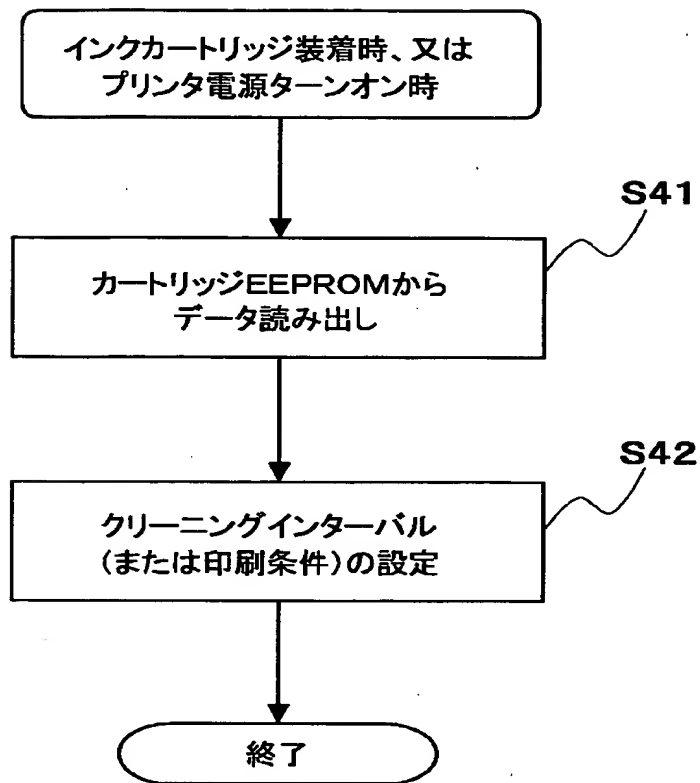 インクカートリッジ装着時、又は
プリンタ電源ターンオン時
S41
カートリッジEEPROMから
データ読み出し
S42
クリーニングインターバル
(または印刷条件)の設定
終了